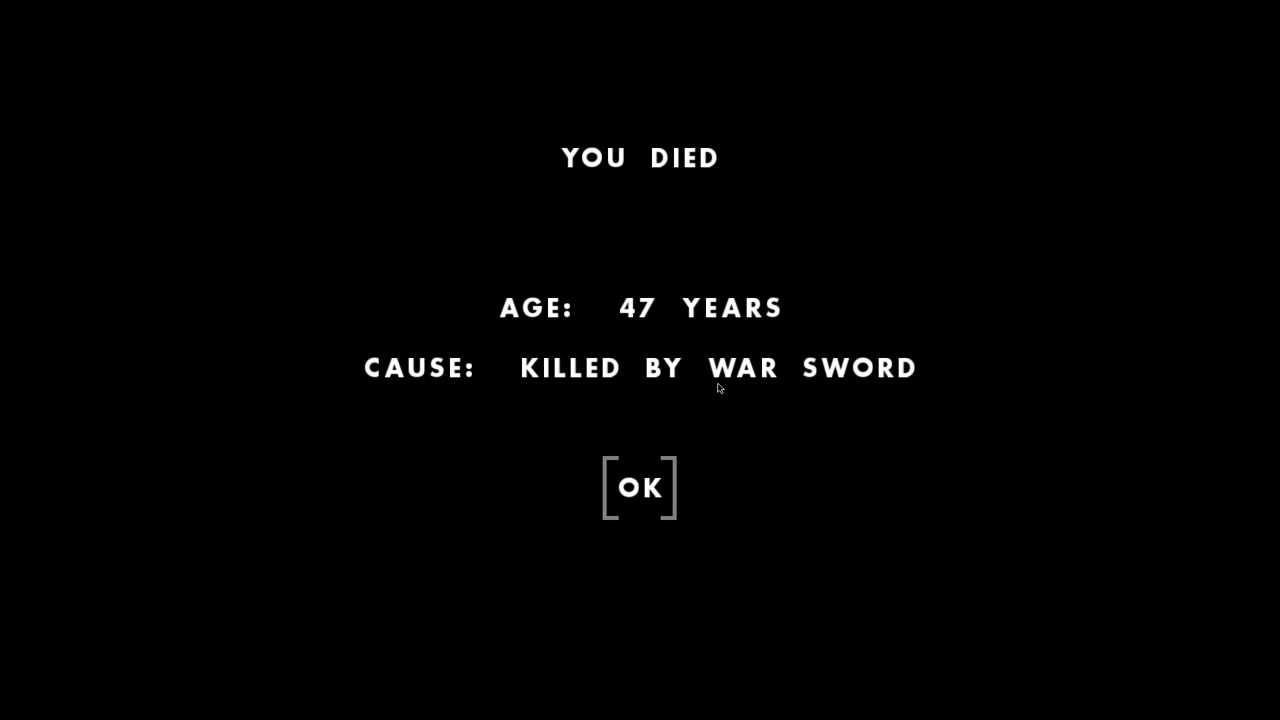 YOU DIED
AGE: 47 YEARS
CAUSE: KILLED BY WAR SWORD
OK